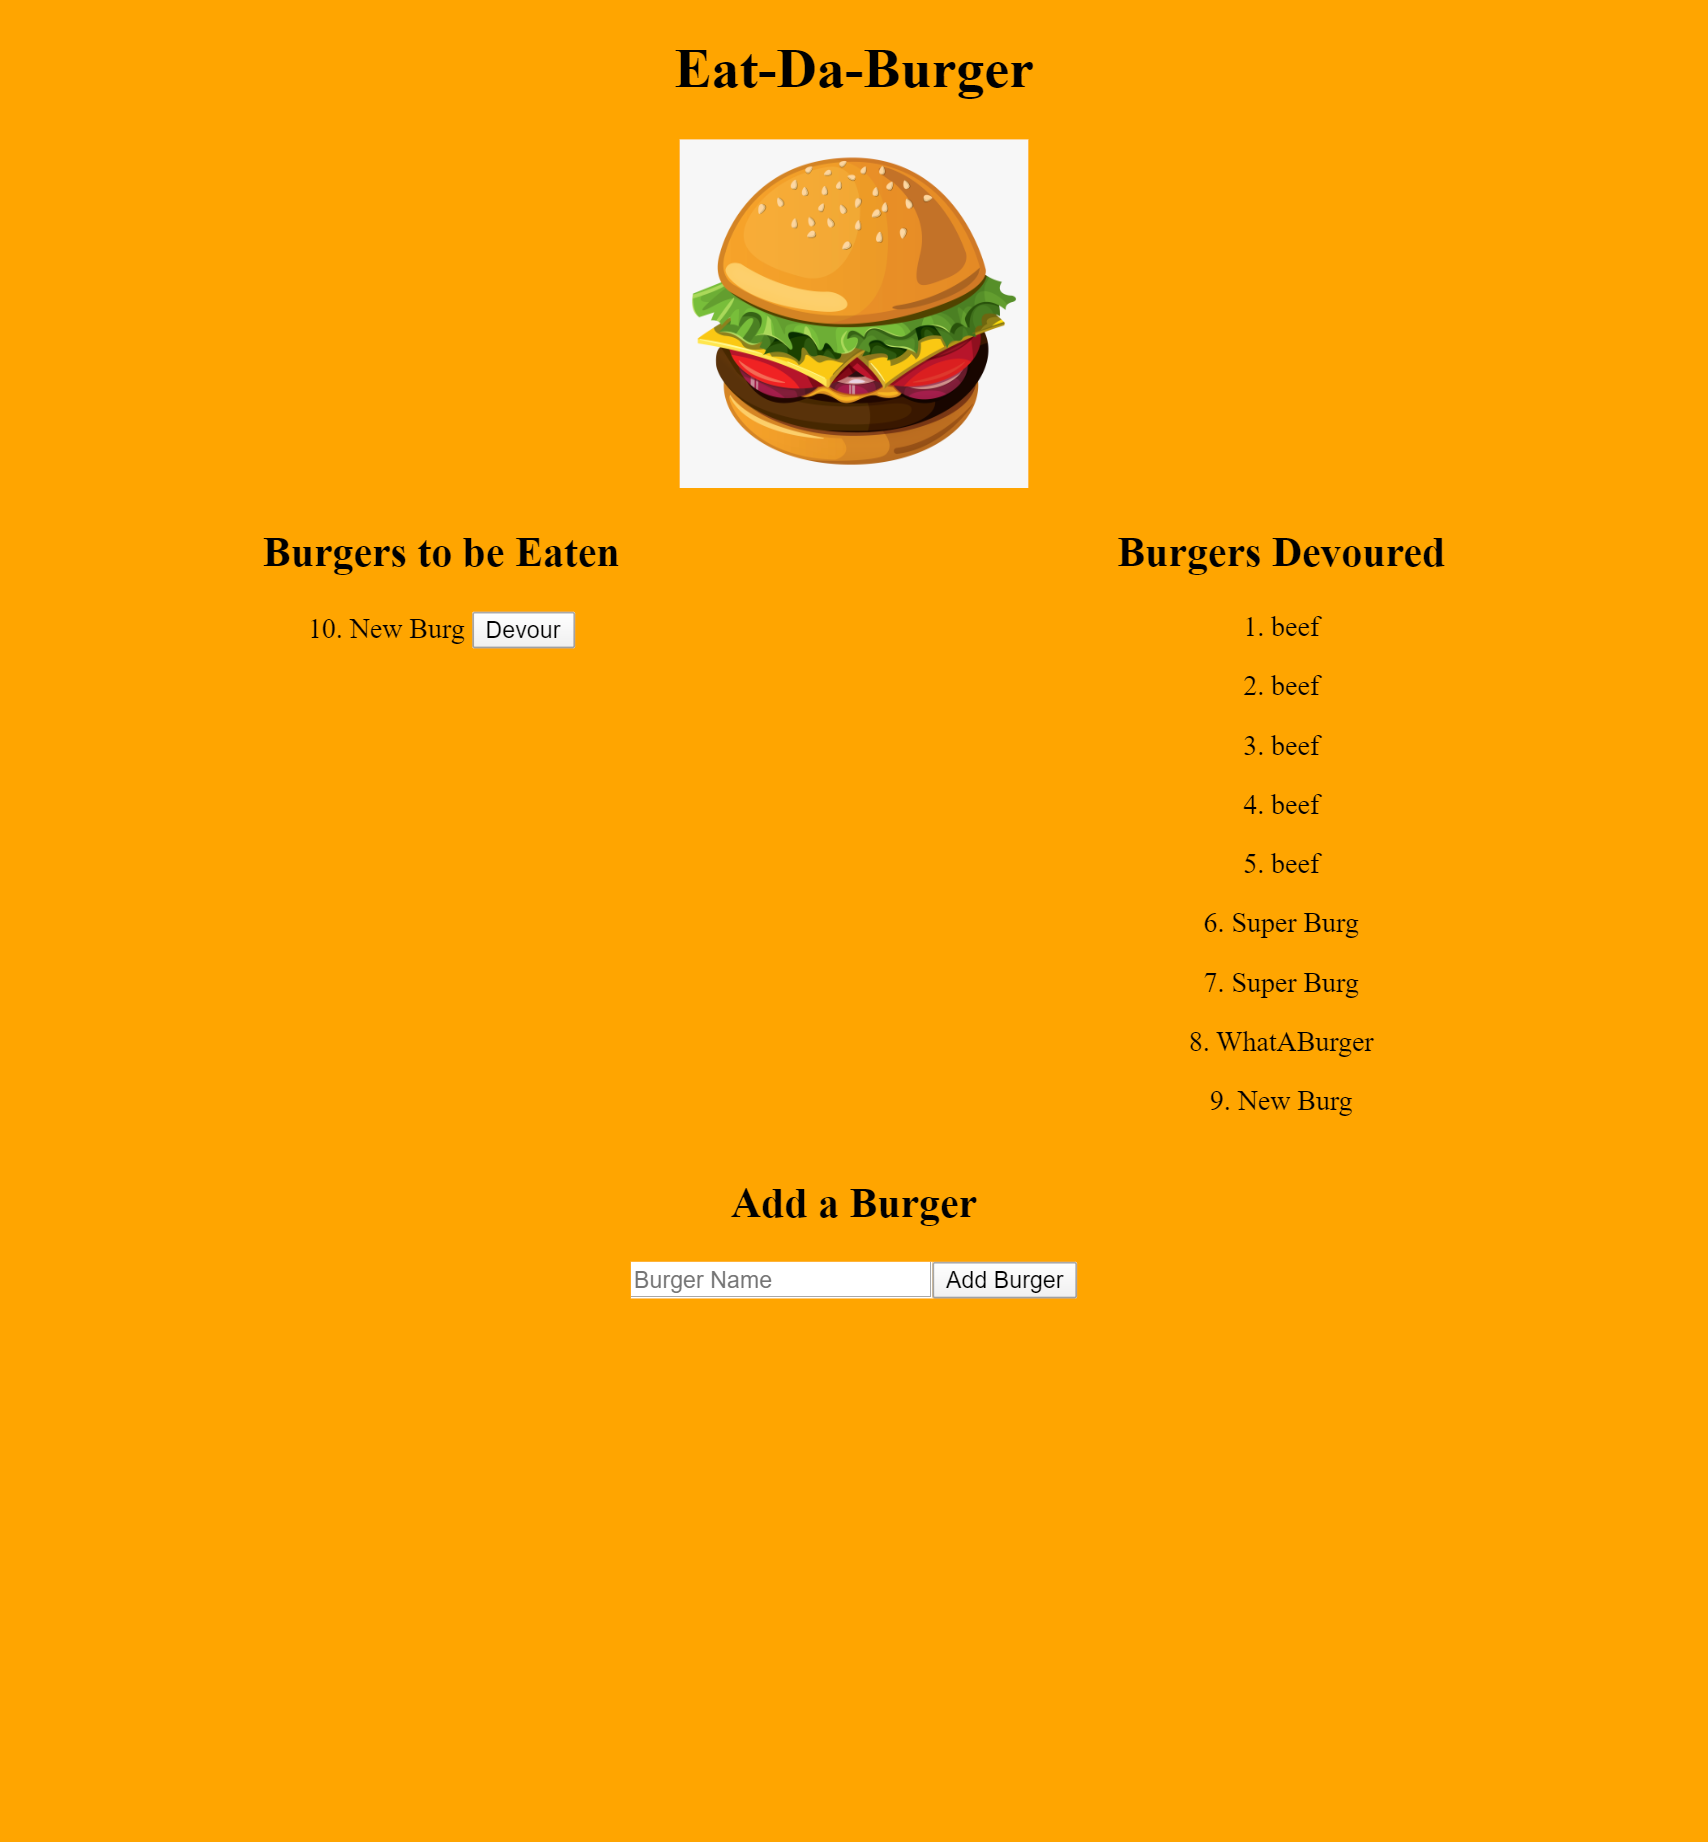 Eat-Da-Burger
Burgers to be Eaten
10. New Burg Devour
Burgers Devoured
1. beef
2. beef
3. beef
4. beef
5. beef
6. Super Burg
7. Super Burg
8. WhatABurger
9. New Burg
Add a Burger
Burger Name Add Burger